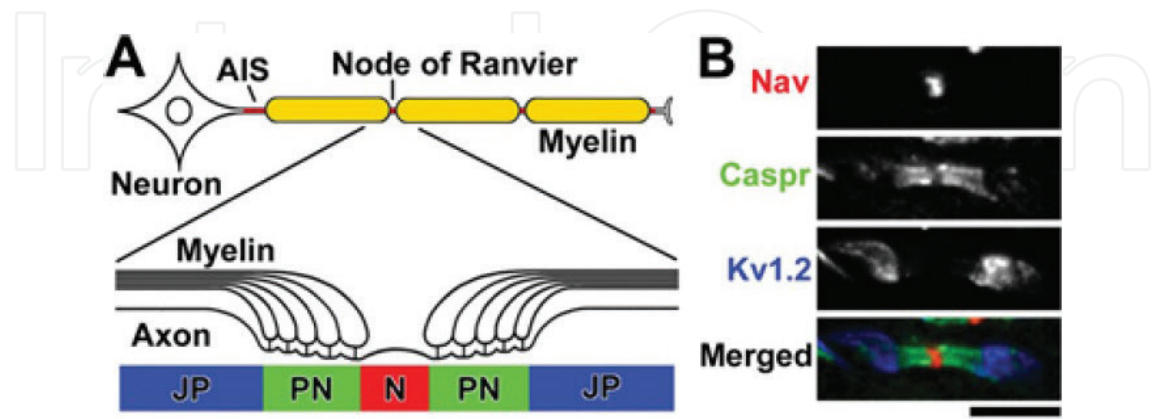 A
AIS
Node of Ranvier
Myelin
Neuron
Myelin
Axon
JP PN N PN JP
B
Nav
Caspr
Kv1.2
Merged